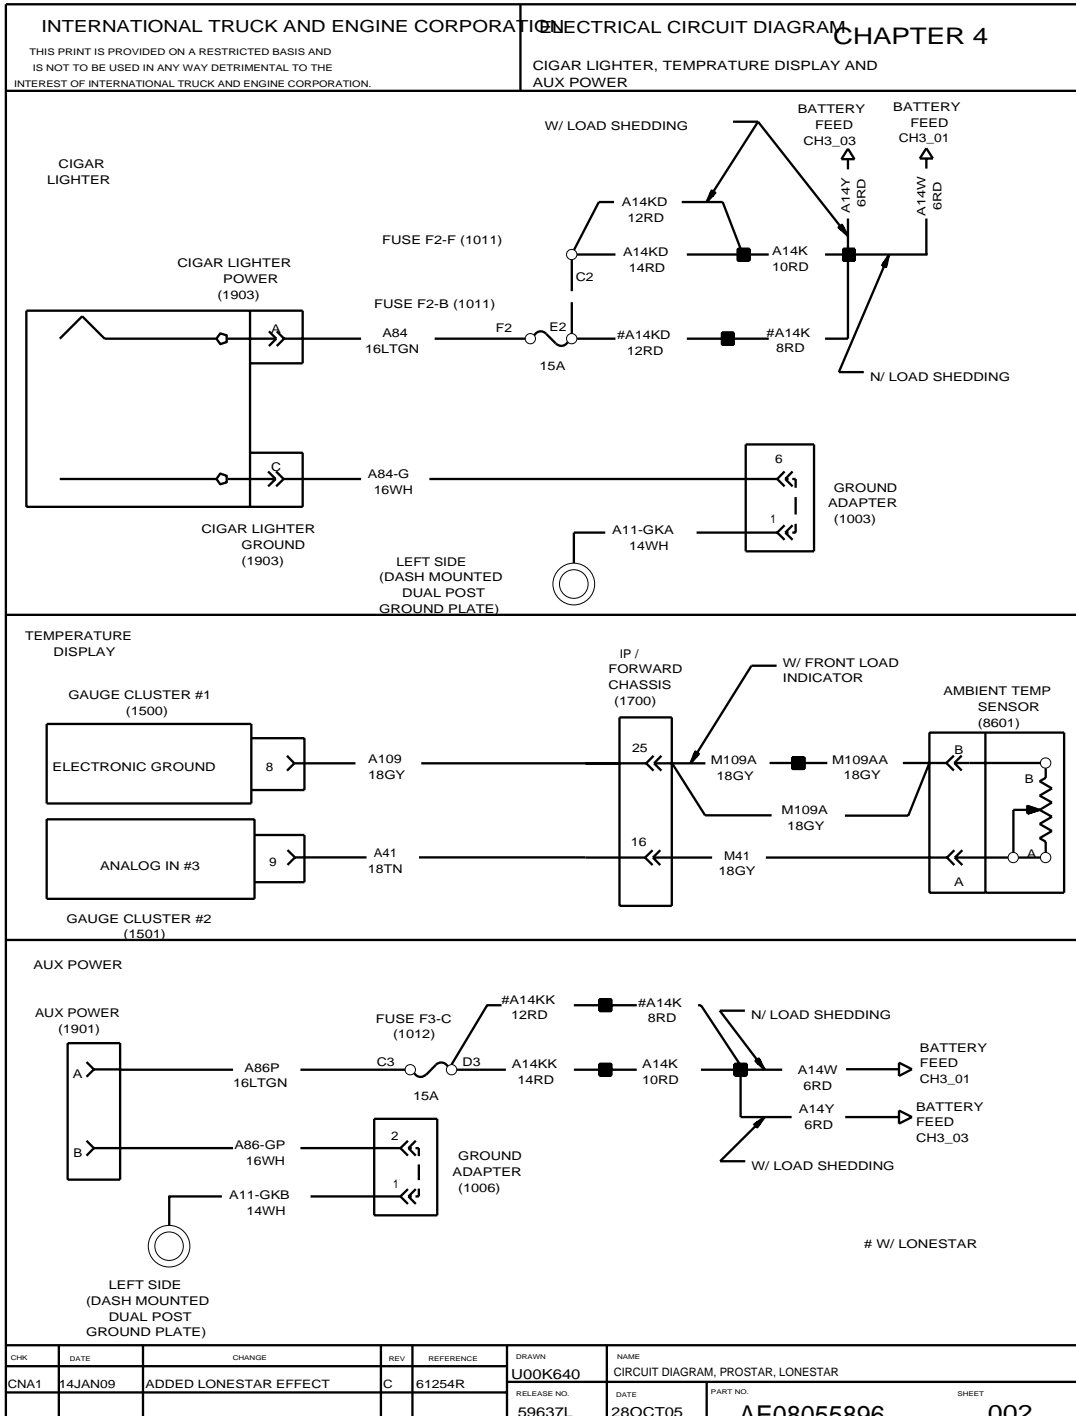 INTERNATIONAL TRUCK AND ENGINE CORPORATION
THIS PRINT IS PROVIDED ON A RESTRICTED BASIS AND
IS NOT TO BE USED IN ANY WAY DETRIMENTAL TO THE
INTEREST OF INTERNATIONAL TRUCK AND ENGINE CORPORATION.
ELECTRICAL CIRCUIT DIAGRAM
CHAPTER 4
CIGAR LIGHTER, TEMPRATURE DISPLAY AND
AUX POWER
CIGAR
LIGHTER
W/ LOAD SHEDDING
BATTERY
FEED
CH3_03
BATTERY
FEED
CH3_01
A14Y
6RD
A14W
6RD
A14KD
12RD
FUSE F2-F (1011)
A14KD
14RD
A14K
10RD
C2
CIGAR LIGHTER
POWER
(1903)
FUSE F2-B (1011)
A
A84
16LTGN
F2
E2
15A
#A14KD
12RD
#A14K
8RD
N/ LOAD SHEDDING
C
A84-G
16WH
6
1
GROUND
ADAPTER
(1003)
CIGAR LIGHTER
GROUND
(1903)
A11-GKA
14WH
LEFT SIDE
(DASH MOUNTED
DUAL POST
GROUND PLATE)
TEMPERATURE
DISPLAY
GAUGE CLUSTER #1
(1500)
IP /
FORWARD
CHASSIS
(1700)
W/ FRONT LOAD
INDICATOR
AMBIENT TEMP
SENSOR
(8601)
ELECTRONIC GROUND
8
A109
18GY
25
M109A
18GY
M109AA
18GY
B
B
M109A
18GY
ANALOG IN #3
9
A41
18TN
16
M41
18GY
A
A
GAUGE CLUSTER #2
(1501)
AUX POWER
AUX POWER
(1901)
FUSE F3-C
(1012)
#A14KK
12RD
#A14K
8RD
N/ LOAD SHEDDING
A
A86P
16LTGN
C3
D3
15A
A14KK
14RD
A14K
10RD
A14W
6RD
BATTERY
FEED
CH3_01
A14Y
6RD
BATTERY
FEED
CH3_03
W/ LOAD SHEDDING
B
A86-GP
16WH
2
1
GROUND
ADAPTER
(1006)
A11-GKB
14WH
LEFT SIDE
(DASH MOUNTED
DUAL POST
GROUND PLATE)
# W/ LONESTAR
CHK DATE CHANGE REV REFERENCE
CNA1 14JAN09 ADDED LONESTAR EFFECT C 61254R
DRAWN
U00K640
NAME
CIRCUIT DIAGRAM, PROSTAR, LONESTAR
RELEASE NO.
59637L
DATE
28OCT05
PART NO.
AE08055896
SHEET
002